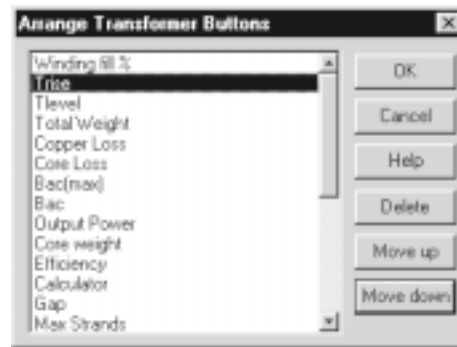 Arrange Transformer Buttons
Winding fill %
Trise
Tlevel
Total Weight
Copper Loss
Core Loss
Bac(max)
Bac
Output Power
Core weight
Efficiency
Calculator
Gap
Max Strands
OK
Cancel
Help
Delete
Move up
Move down